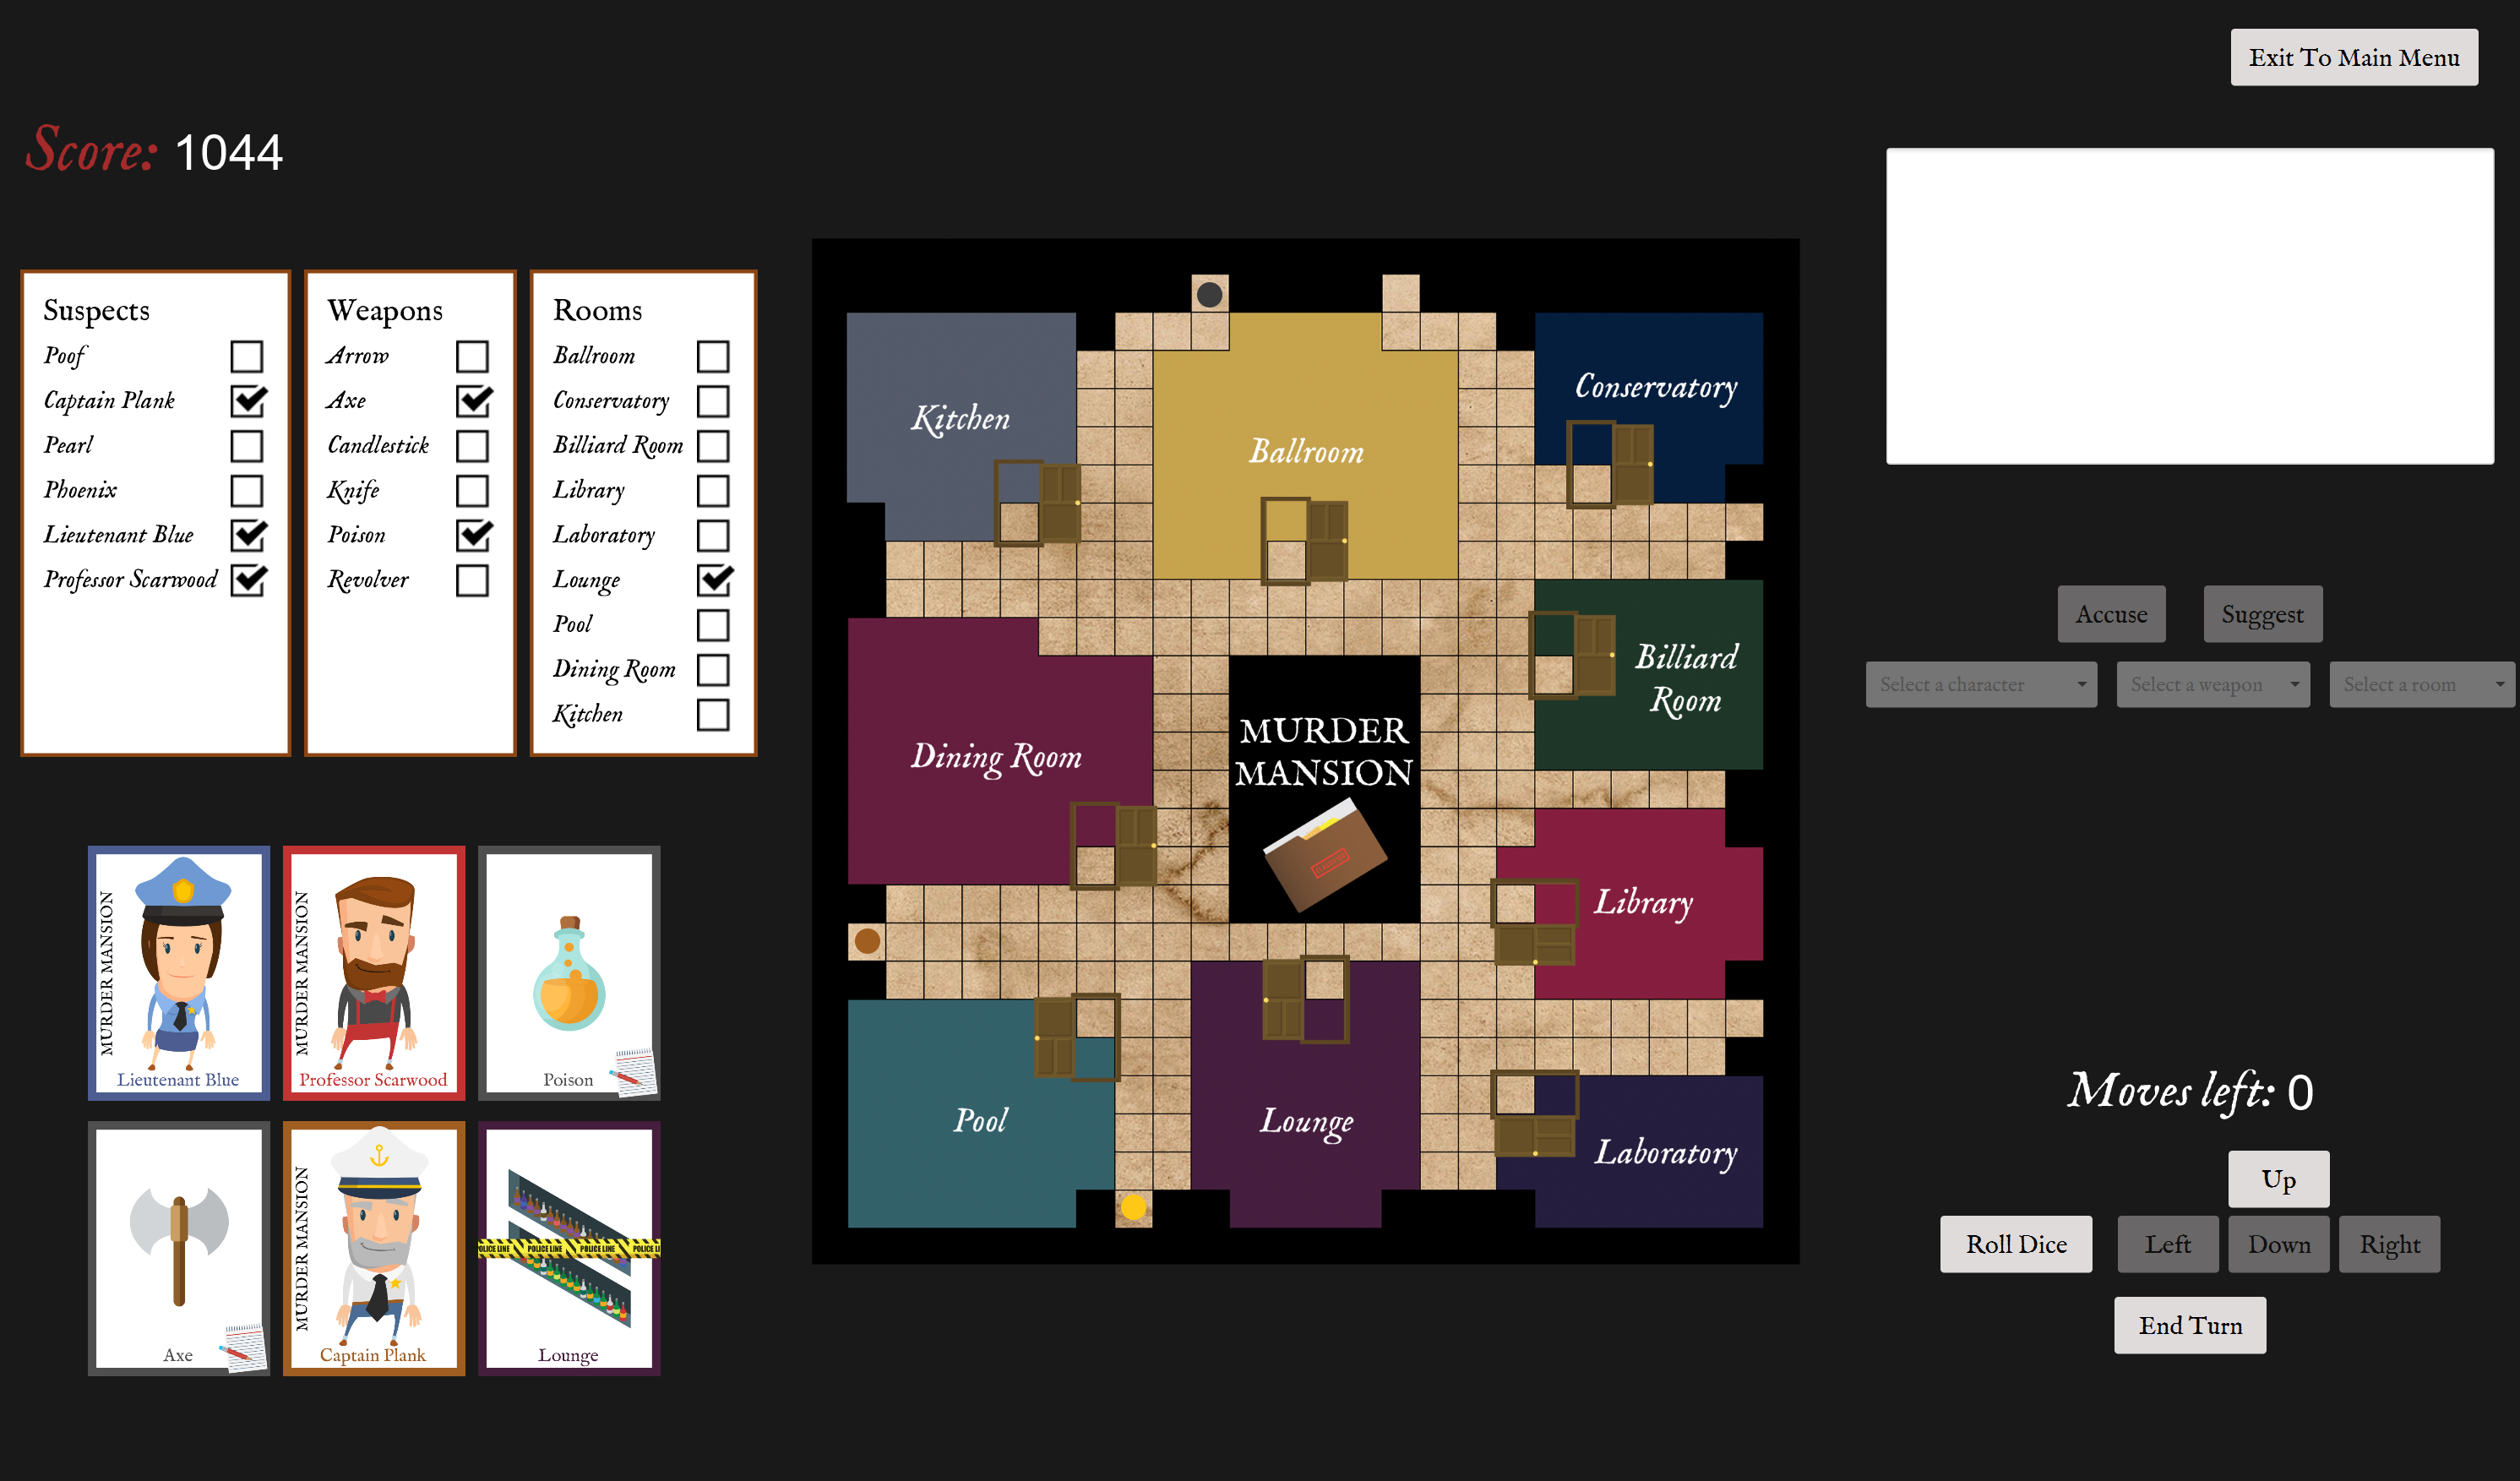 Exit To Main Menu
Score: 1044
Suspects
Poof
Captain Plank
Pearl
Phoenix
Lieutenant Blue
Professor Scarwood
Weapons
Arrow
Axe
Candlestick
Knife
Poison
Revolver
Rooms
Ballroom
Conservatory
Billiard Room
Library
Laboratory
Lounge
Pool
Dining Room
Kitchen
MURDER MANSION
Lieutenant Blue
MURDER MANSION
Professor Scarwood
Poison
Axe
MURDER MANSION
Captain Plank
POLICE LINE POLICE LINE POLICE LINE POLICE LI
Lounge
Kitchen
Ballroom
Conservatory
Billiard
Room
Dining Room
MURDER
MANSION
Library
Pool
Lounge
Laboratory
Accuse
Suggest
Select a character
Select a weapon
Select a room
Moves left: 0
Up
Roll Dice
Left
Down
Right
End Turn